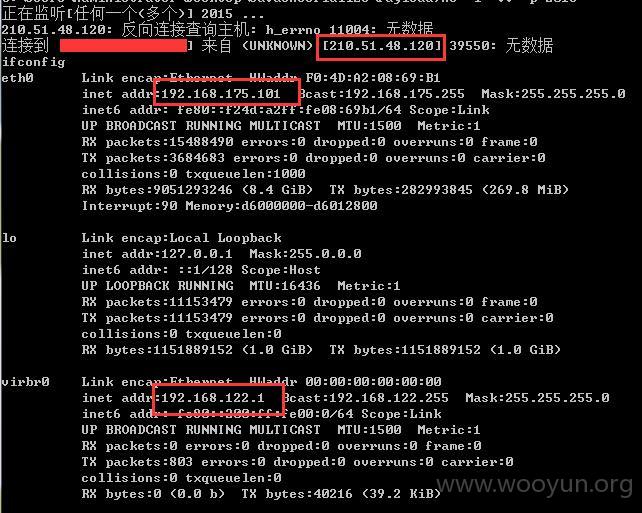 正在监听[任何一个<多个>] 2015 ...
210.51.48.120: 反向连接查询主机: h_errno 11004: 无数据
连接到 ] 来自 (UNKNOWN) [210.51.48.120] 39550: 无数据
ifconfig
eth0 Link encap:Ethernet HWaddr F0:4D:A2:08:69:B1
inet addr:192.168.175.101 Bcast:192.168.175.255 Mask:255.255.255.0
inet6 addr: fe80::f24d:a2ff:fe08:69b1/64 Scope:Link
UP BROADCAST RUNNING MULTICAST MTU:1500 Metric:1
RX packets:15488490 errors:0 dropped:0 overruns:0 frame:0
TX packets:3684683 errors:0 dropped:0 overruns:0 carrier:0
collisions:0 txqueuelen:1000
RX bytes:9051293246 (8.4 GiB) TX bytes:282993845 (269.8 MiB)
Interrupt:90 Memory:d6000000-d6012800
lo Link encap:Local Loopback
inet addr:127.0.0.1 Mask:255.0.0.0
inet6 addr: ::1/128 Scope:Host
UP LOOPBACK RUNNING MTU:16436 Metric:1
RX packets:11153479 errors:0 dropped:0 overruns:0 frame:0
TX packets:11153479 errors:0 dropped:0 overruns:0 carrier:0
collisions:0 txqueuelen:0
RX bytes:1151889152 (1.0 GiB) TX bytes:1151889152 (1.0 GiB)
virbr0 Link encap:Ethernet HWaddr 00:00:00:00:00:00
inet addr:192.168.122.1 Bcast:192.168.122.255 Mask:255.255.255.0
inet6 addr: fe80::200:ff:fe00:0/64 Scope:Link
UP BROADCAST RUNNING MULTICAST MTU:1500 Metric:1
RX packets:0 errors:0 dropped:0 overruns:0 frame:0
TX packets:803 errors:0 dropped:0 overruns:0 carrier:0
collisions:0 txqueuelen:0
RX bytes:0 (0.0 b) TX bytes:40216 (39.2 KiB)
www.wooyun.org